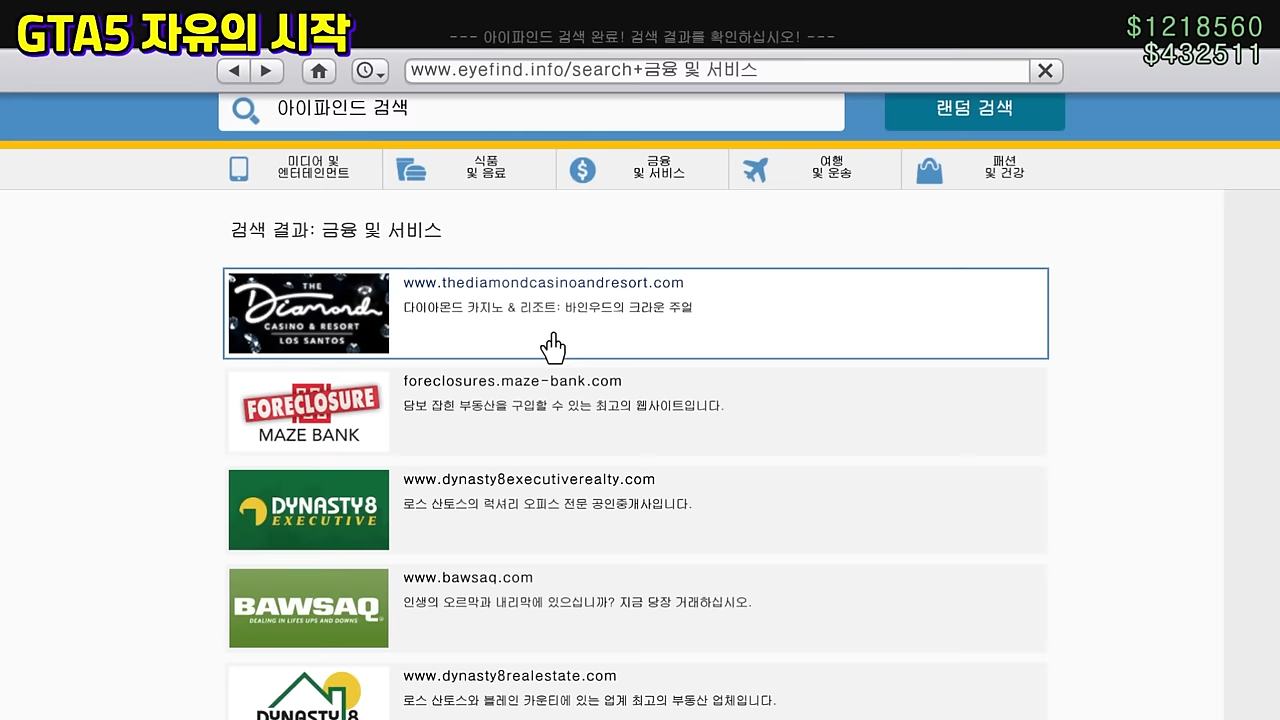 GTA5 자유의 시작
--- 아이파인드 검색 완료! 검색 결과를 확인하십시오! ---
$1218560
$432511
www.eyefind.info/search+금융 및 서비스
아이파인드 검색
랜덤 검색
미디어 및
엔터테인먼트
식품
및 음료
금융
및 서비스
여행
및 운송
패션
및 건강
검색 결과: 금융 및 서비스
THE
Diamond
CASINO & RESORT
LOS SANTOS
www.thediamondcasinoandresort.com
다이아몬드 카지노 & 리조트: 바인우드의 크라운 주얼
FORECLOSURE
MAZE BANK
foreclosures.maze-bank.com
담보 잡힌 부동산을 구입할 수 있는 최고의 웹사이트입니다.
DYNASTY8
EXECUTIVE
www.dynasty8executiverealty.com
로스 산토스의 럭셔리 오피스 전문 공인중개사입니다.
BAWSAQ
DEALING IN LIFES UPS AND DOWNS
www.bawsaq.com
인생의 오르막과 내리막에 있으십니까? 지금 당장 거래하십시오.
DYNASTY 8
www.dynasty8realestate.com
로스 산토스와 블레인 카운티에 있는 업계 최고의 부동산 업체입니다.